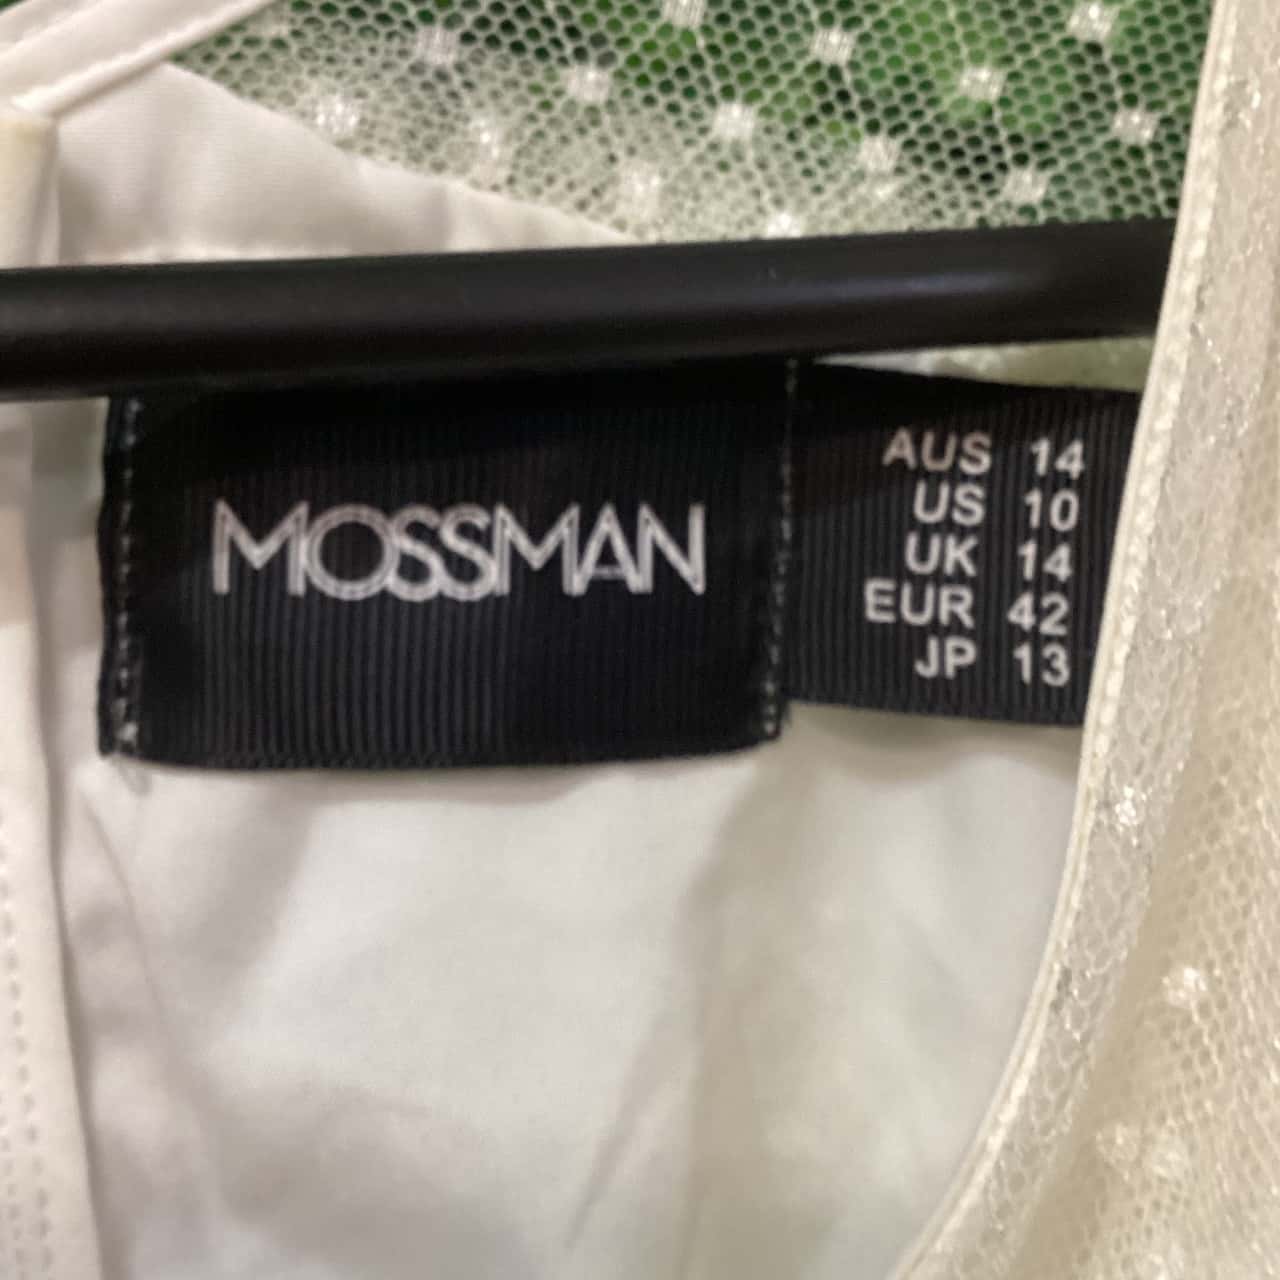 MOSSMAN
AUS 14
US 10
UK 14
EUR 42
JP 13